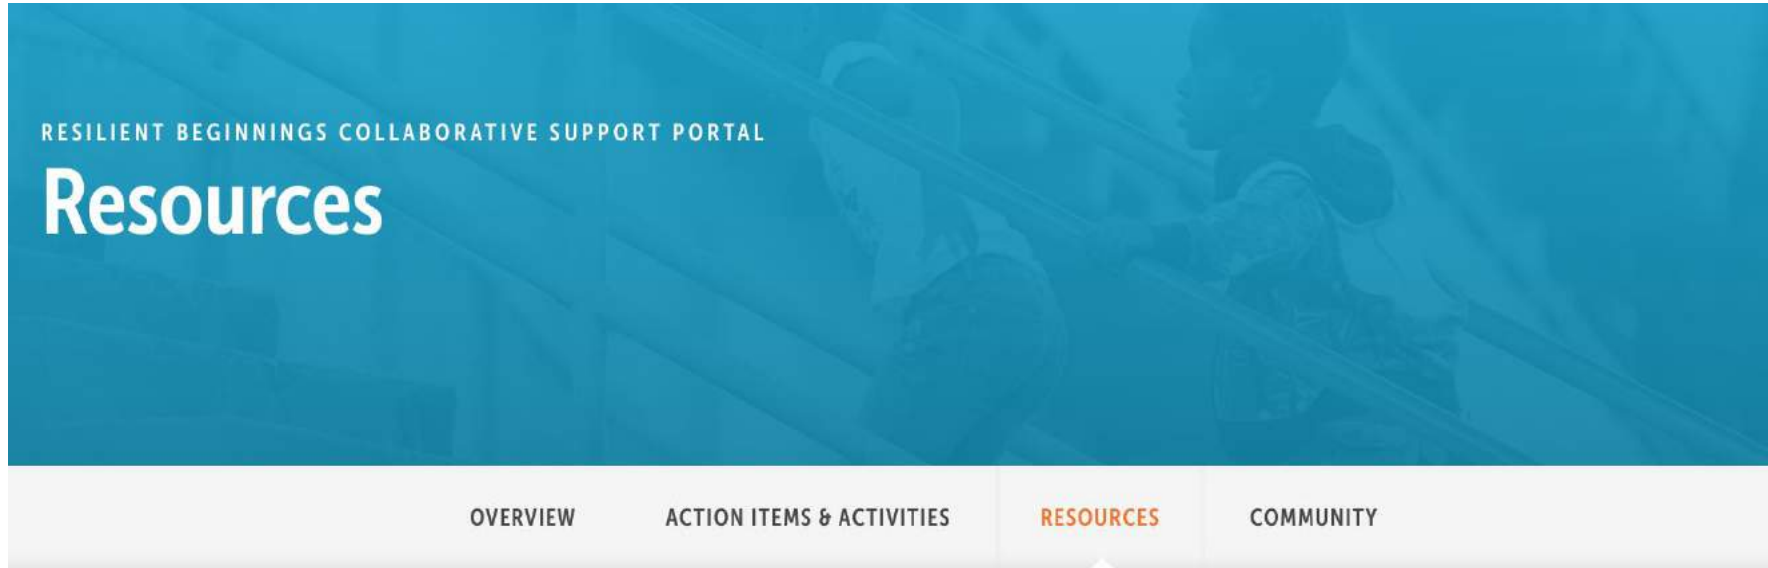 RESILIENT BEGINNINGS COLLABORATIVE SUPPORT PORTAL
Resources
OVERVIEW ACTION ITEMS & ACTIVITIES RESOURCES COMMUNITY